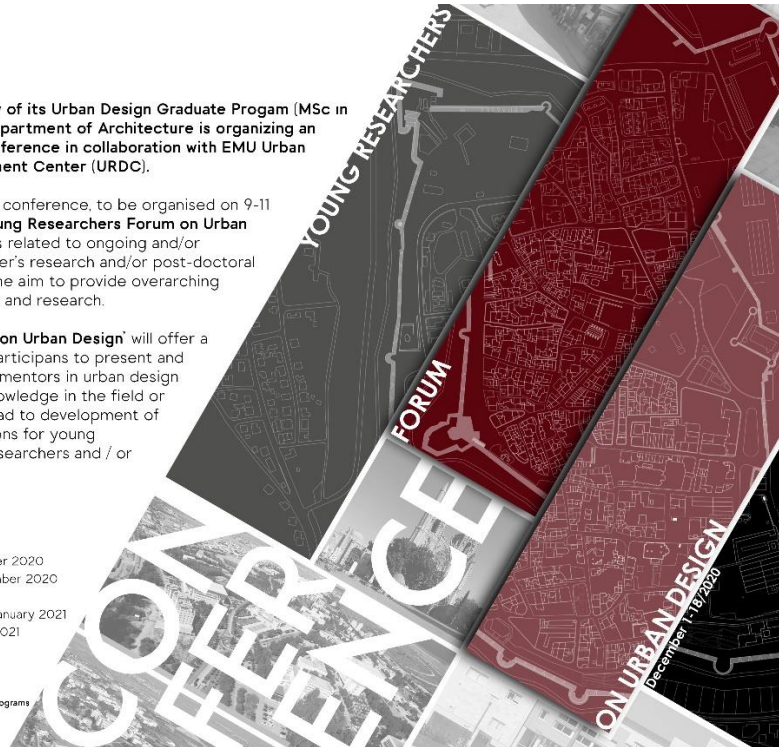 y of its Urban Design Graduate Progam (MSc in
partment of Architecture is organizing an
ference in collaboration with EMU Urban
ment Center (URDC).
conference, to be organised on 9-11
ung Researchers Forum on Urban
s related to ongoing and/or
er's research and/or post-doctoral
he aim to provide overarching
and research.
on Urban Design" will offer a
articipans to present and
mentors in urban design
owledge in the field or
ad to development of
ons for young
searchers and / or
er 2020
ber 2020
anuary 2021
021
ograms
YOUNG RESEARCHERS
FORUM
ON URBAN DESIGN
December 1-18/2020
CON
FER
ENCE